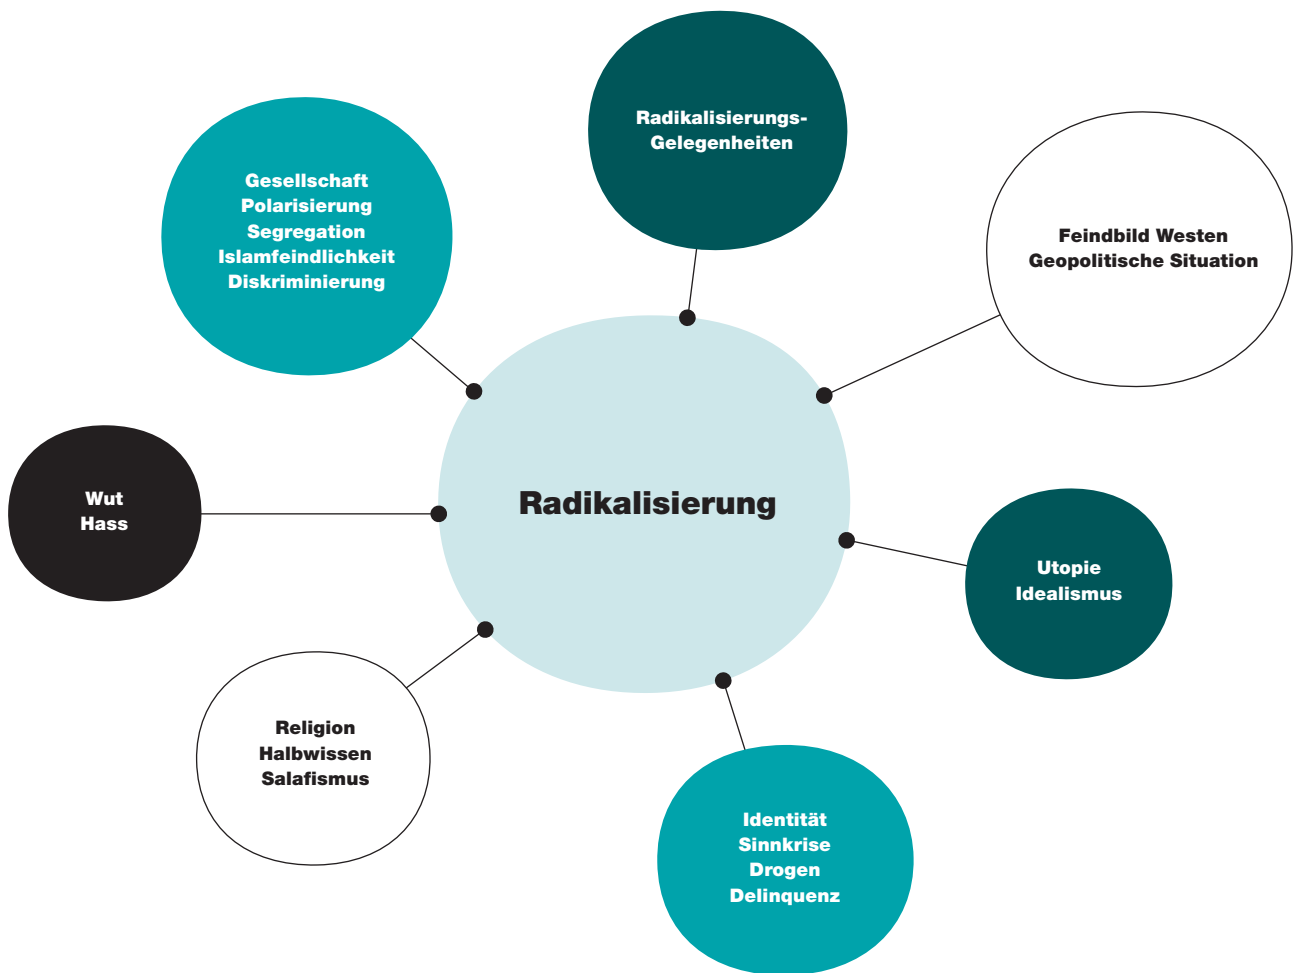 Radikalisierungs-
Gelegenheiten
Gesellschaft
Polarisierung
Segregation
Islamfeindlichkeit
Diskriminierung
Feindbild Westen
Geopolitische Situation
Radikalisierung
Wut
Hass
Utopie
Idealismus
Religion
Halbwissen
Salafismus
Identität
Sinnkrise
Drogen
Delinquenz